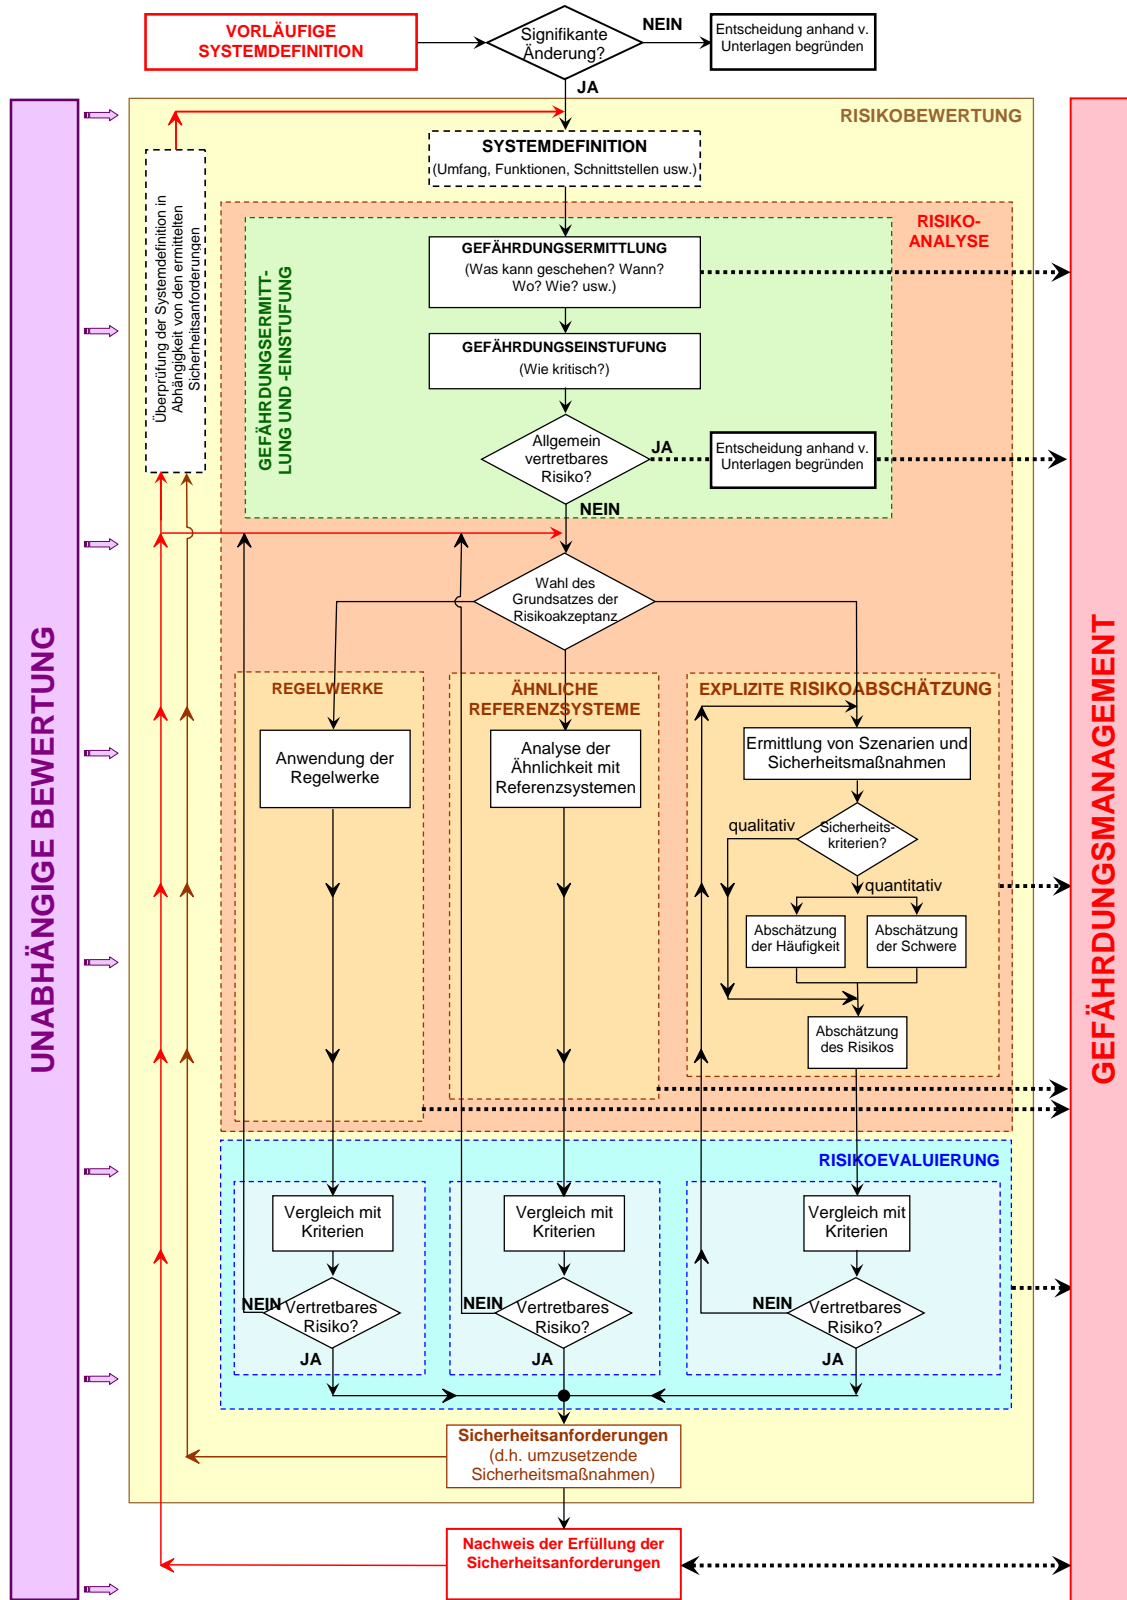 VORLÄUFIGE
SYSTEMDEFINITION
Signifikante
Änderung?
NEIN
Entscheidung anhand v.
Unterlagen begründen
JA
UNABHÄNGIGE BEWERTUNG
GEFÄHRDUNGSMANAGEMENT
RISIKOBEWERTUNG
Überprüfung der Systemdefinition in
Abhängigkeit von den ermittelten
Sicherheitsanforderungen
SYSTEMDEFINITION
(Umfang, Funktionen, Schnittstellen usw.)
RISIKO-
ANALYSE
GEFÄHRDUNGSERMITT-
LUNG UND -EINSTUFUNG
GEFÄHRDUNGSERMITTLUNG
(Was kann geschehen? Wann?
Wo? Wie? usw.)
GEFÄHRDUNGSEINSTUFUNG
(Wie kritisch?)
Allgemein
vertretbares
Risiko?
JA
Entscheidung anhand v.
Unterlagen begründen
NEIN
Wahl des
Grundsatzes der
Risikoakzeptanz
REGELWERKE
Anwendung der
Regelwerke
ÄHNLICHE
REFERENZSYSTEME
Analyse der
Ähnlichkeit mit
Referenzsystemen
EXPLIZITE RISIKOABSCHÄTZUNG
Ermittlung von Szenarien und
Sicherheitsmaßnahmen
qualitativ
Sicherheits-
kriterien?
quantitativ
Abschätzung
der Häufigkeit
Abschätzung
der Schwere
Abschätzung
des Risikos
RISIKOEVALUIERUNG
Vergleich mit
Kriterien
NEIN
Vertretbares
Risiko?
JA
Vergleich mit
Kriterien
NEIN
Vertretbares
Risiko?
JA
Vergleich mit
Kriterien
NEIN
Vertretbares
Risiko?
JA
Sicherheitsanforderungen
(d.h. umzusetzende
Sicherheitsmaßnahmen)
Nachweis der Erfüllung der
Sicherheitsanforderungen